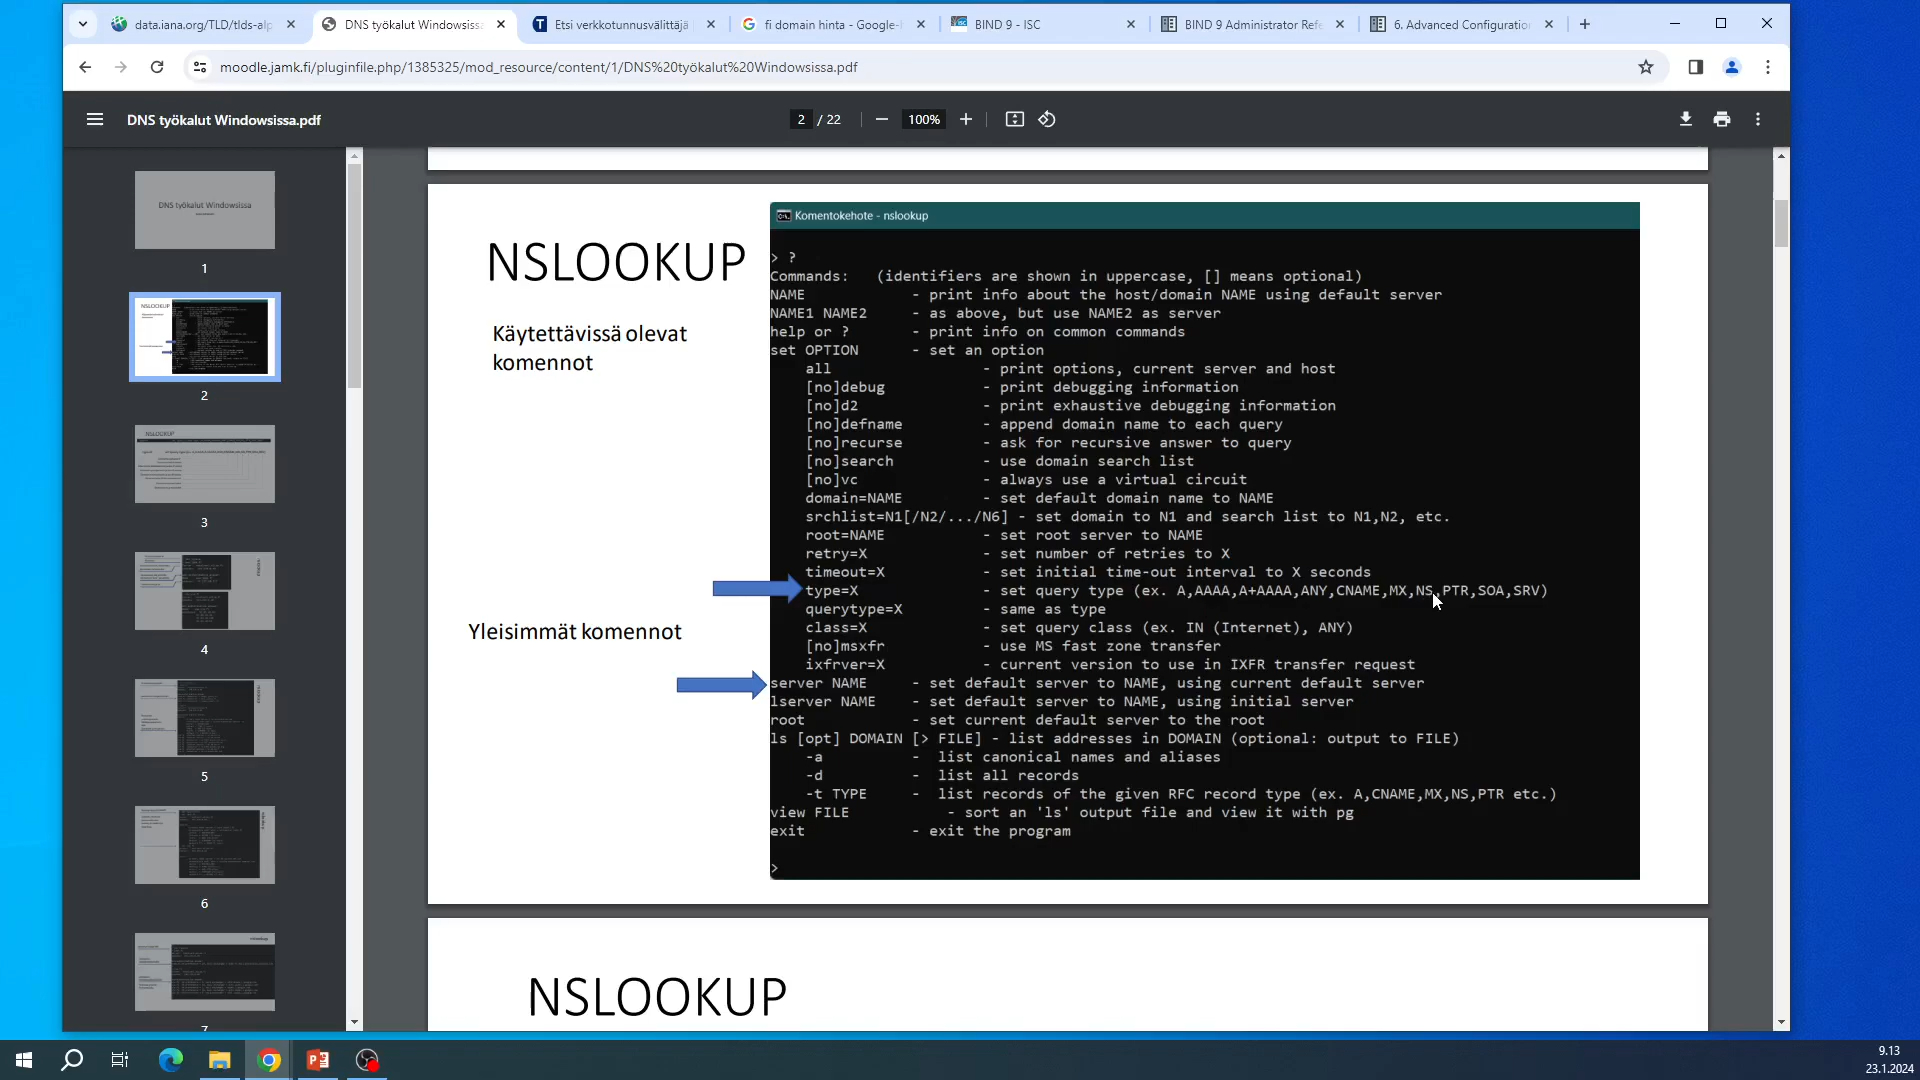 data.iana.org/TLD/tlds-alp
DNS työkalut Windowsissa
Etsi verkkotunnusvälittäjä
fi domain hinta - Google-
BIND 9 - ISC
BIND 9 Administrator Refe
6. Advanced Configuration
moodle.jamk.fi/pluginfile.php/1385325/mod_resource/content/1/DNS%20työkalut%20Windowsissa.pdf
DNS työkalut Windowsissa.pdf
2 / 22
100%
DNS työkalut Windowsissa
1
NSLOOKUP
2
NSLOOKUP
3
4
5
6
7
NSLOOKUP
Käytettävissä olevat
komennot
Yleisimmät komennot
Komentokehote - nslookup
> ?
Commands:   (identifiers are shown in uppercase, [] means optional)
NAME            - print info about the host/domain NAME using default server
NAME1 NAME2     - as above, but use NAME2 as server
help or ?       - print info on common commands
set OPTION      - set an option
all                 - print options, current server and host
[no]debug           - print debugging information
[no]d2              - print exhaustive debugging information
[no]defname         - append domain name to each query
[no]recurse         - ask for recursive answer to query
[no]search          - use domain search list
[no]vc              - always use a virtual circuit
domain=NAME         - set default domain name to NAME
srchlist=N1[/N2/.../N6] - set domain to N1 and search list to N1,N2, etc.
root=NAME           - set root server to NAME
retry=X             - set number of retries to X
timeout=X           - set initial time-out interval to X seconds
type=X              - set query type (ex. A,AAAA,A+AAAA,ANY,CNAME,MX,NS,PTR,SOA,SRV)
querytype=X         - same as type
class=X             - set query class (ex. IN (Internet), ANY)
[no]msxfr           - use MS fast zone transfer
ixfrver=X           - current version to use in IXFR transfer request
server NAME     - set default server to NAME, using current default server
lserver NAME    - set default server to NAME, using initial server
root            - set current default server to the root
ls [opt] DOMAIN [> FILE] - list addresses in DOMAIN (optional: output to FILE)
-a          -  list canonical names and aliases
-d          -  list all records
-t TYPE     -  list records of the given RFC record type (ex. A,CNAME,MX,NS,PTR etc.)
view FILE           - sort an 'ls' output file and view it with pg
exit            - exit the program
>
NSLOOKUP
9.13
23.1.2024